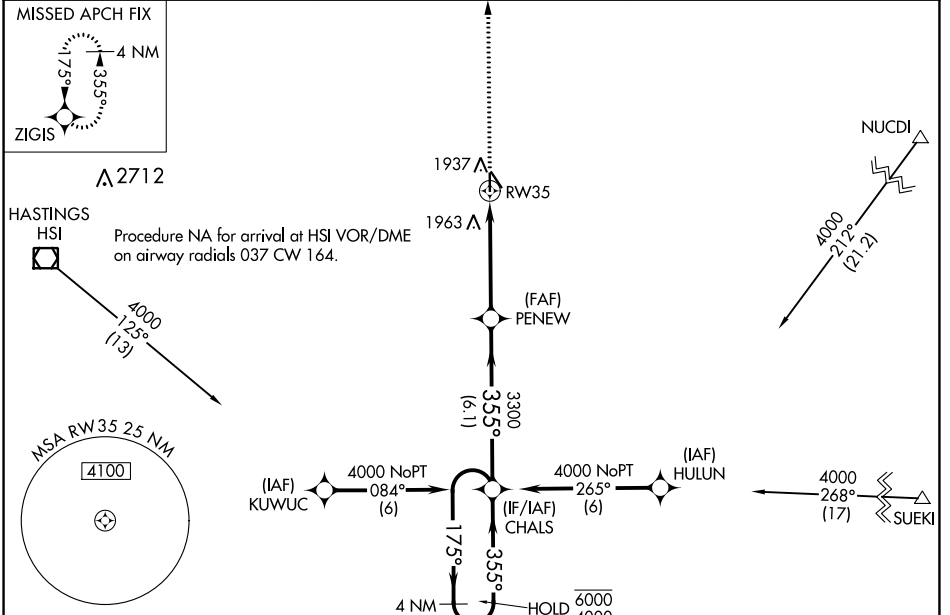 MISSED APCH FIX
4 NM
175°
355°
ZIGIS
2712
HASTINGS
HSI
Procedure NA for arrival at HSI VOR/DME
on airway radials 037 CW 164.
4000
125°
(13)
1937
RW35
1963
(FAF)
PENEW
3300
355°
(6.1)
NUCDI
4000
212°
(21.2)
MSA RW35 25 NM
4100
(IAF)
KUWUC
4000 NoPT
084°
(6)
(IF/IAF)
CHALS
4000 NoPT
265°
(6)
(IAF)
HULUN
4000
268°
(17)
SUEKI
175°
355°
4 NM
HOLD
6000
4000